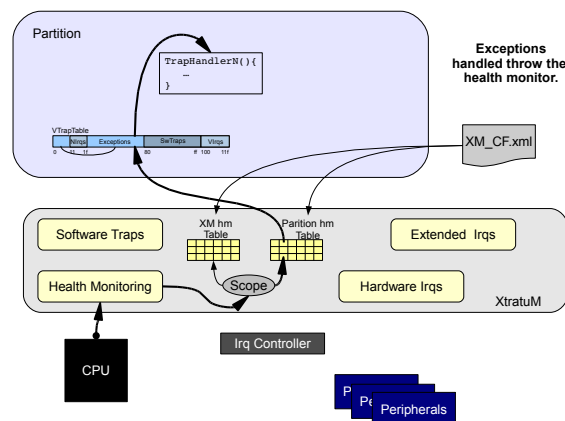 Partition
TrapHandlerN(){
…
}
Exceptions
handled throw the
health monitor.
VTrapTable
NIrqs
Exceptions
SwTraps
VIrqs
0
11
1f
80
ff
100
11f
XM_CF.xml
XM hm
Table
Parition hm
Table
Software Traps
Extended Irqs
Health Monitoring
Scope
Hardware Irqs
XtratuM
Irq Controller
CPU
P
Pe
Peripherals